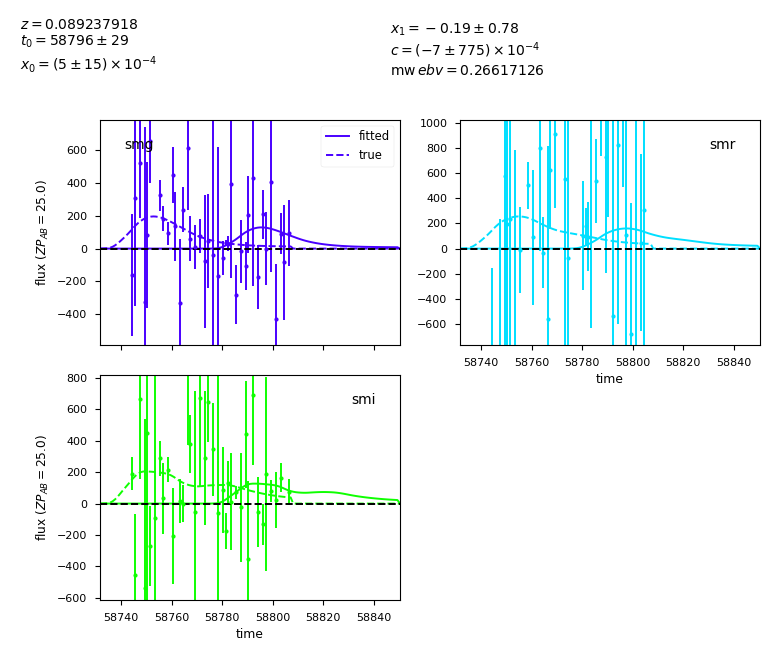 z = 0.089237918
t0 = 58796 ± 29
x0 = (5 ± 15) × 10^-4
x1 = −0.19 ± 0.78
c = (−7 ± 775) × 10^-4
mw ebv = 0.26617126
smg
fitted
true
600
400
200
0
−200
−400
flux (ZP_AB = 25.0)
smr
1000
800
600
400
200
0
−200
−400
−600
58740 58760 58780 58800 58820 58840
time
smi
800
600
400
200
0
−200
−400
−600
flux (ZP_AB = 25.0)
58740 58760 58780 58800 58820 58840
time